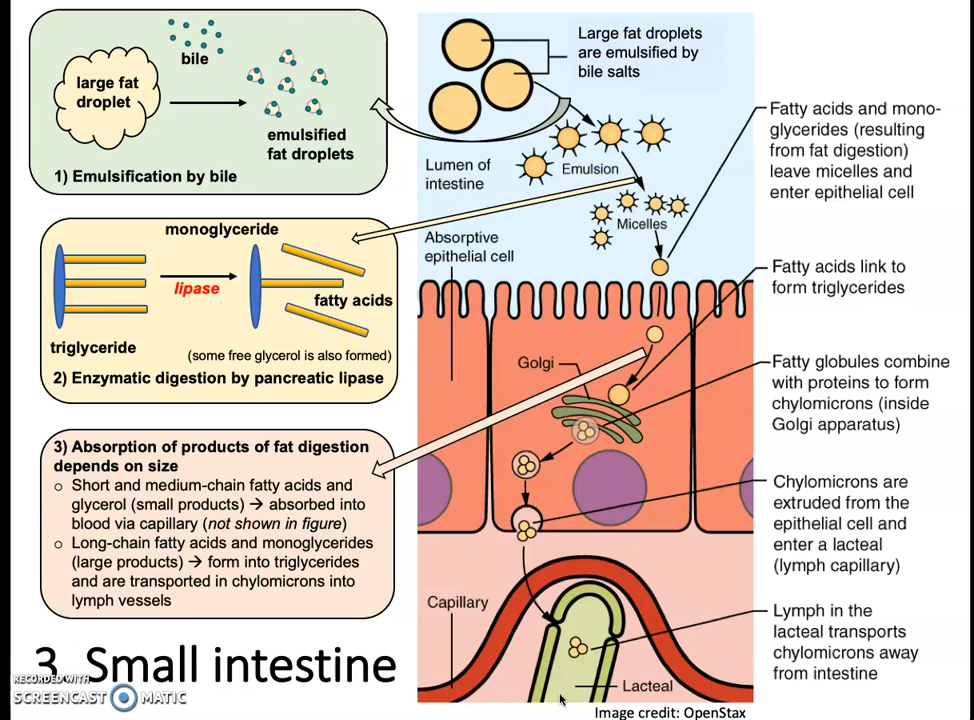 bile
large fat
droplet
emulsified
fat droplets
1) Emulsification by bile
monoglyceride
lipase
fatty acids
triglyceride
(some free glycerol is also formed)
2) Enzymatic digestion by pancreatic lipase
3) Absorption of products of fat digestion
depends on size
o Short and medium-chain fatty acids and
glycerol (small products) → absorbed into
blood via capillary (not shown in figure)
o Long-chain fatty acids and monoglycerides
(large products) → form into triglycerides
and are transported in chylomicrons into
lymph vessels
3. Small intestine
RECORDED WITH
SCREENCAST MATIC
Large fat droplets
are emulsified by
bile salts
Lumen of
intestine
Emulsion
Micelles
Absorptive
epithelial cell
Golgi
Capillary
Lacteal
Fatty acids and mono-
glycerides (resulting
from fat digestion)
leave micelles and
enter epithelial cell
Fatty acids link to
form triglycerides
Fatty globules combine
with proteins to form
chylomicrons (inside
Golgi apparatus)
Chylomicrons are
extruded from the
epithelial cell and
enter a lacteal
(lymph capillary)
Lymph in the
lacteal transports
chylomicrons away
from intestine
Image credit: OpenStax